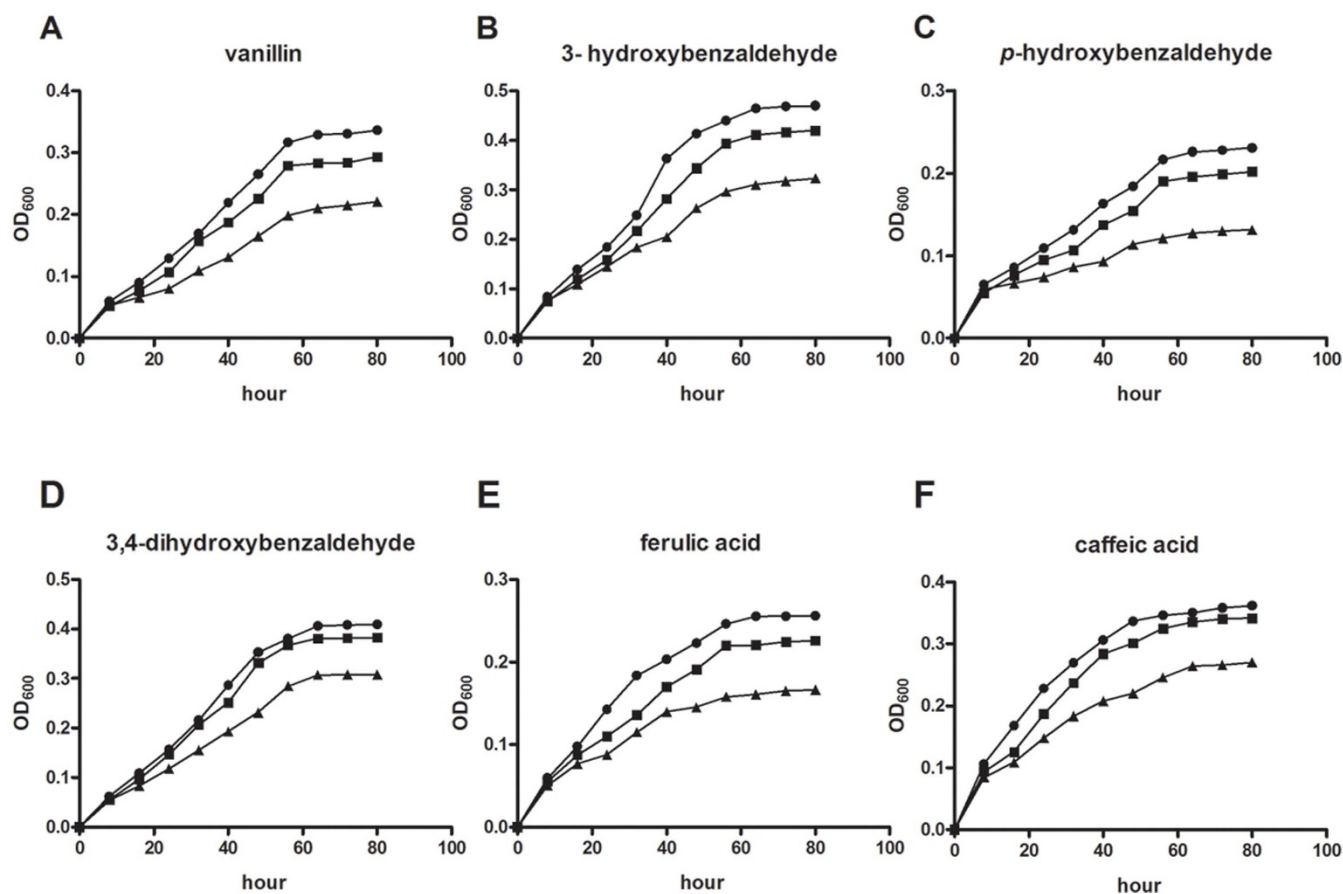 A
vanillin
0.4
0.3
0.2
0.1
0.0
OD600
0 20 40 60 80 100
hour
B
3- hydroxybenzaldehyde
0.5
0.4
0.3
0.2
0.1
0.0
OD600
0 20 40 60 80 100
hour
C
p-hydroxybenzaldehyde
0.3
0.2
0.1
0.0
OD600
0 20 40 60 80 100
hour
D
3,4-dihydroxybenzaldehyde
0.5
0.4
0.3
0.2
0.1
0.0
OD600
0 20 40 60 80 100
hour
E
ferulic acid
0.3
0.2
0.1
0.0
OD600
0 20 40 60 80 100
hour
F
caffeic acid
0.4
0.3
0.2
0.1
0.0
OD600
0 20 40 60 80 100
hour